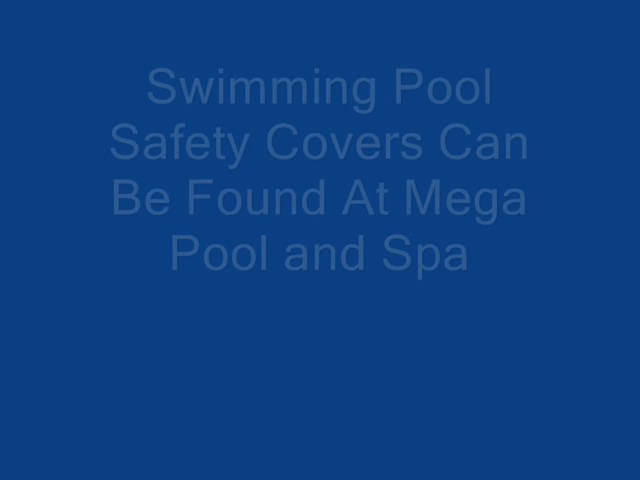 Swimming Pool
Safety Covers Can
Be Found At Mega
Pool and Spa